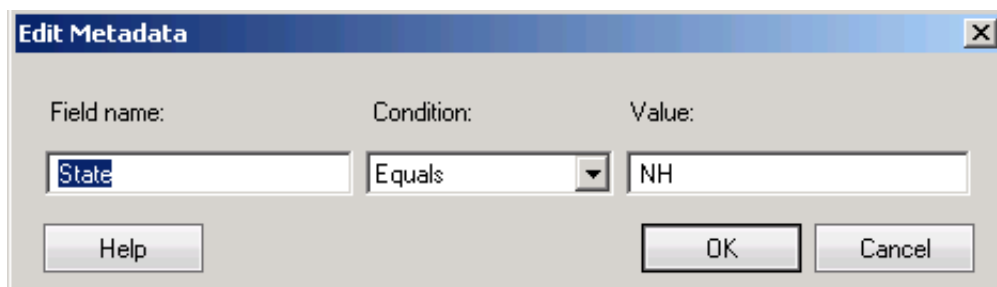 Edit Metadata
Field name: Condition: Value:
State Equals NH
Help OK Cancel